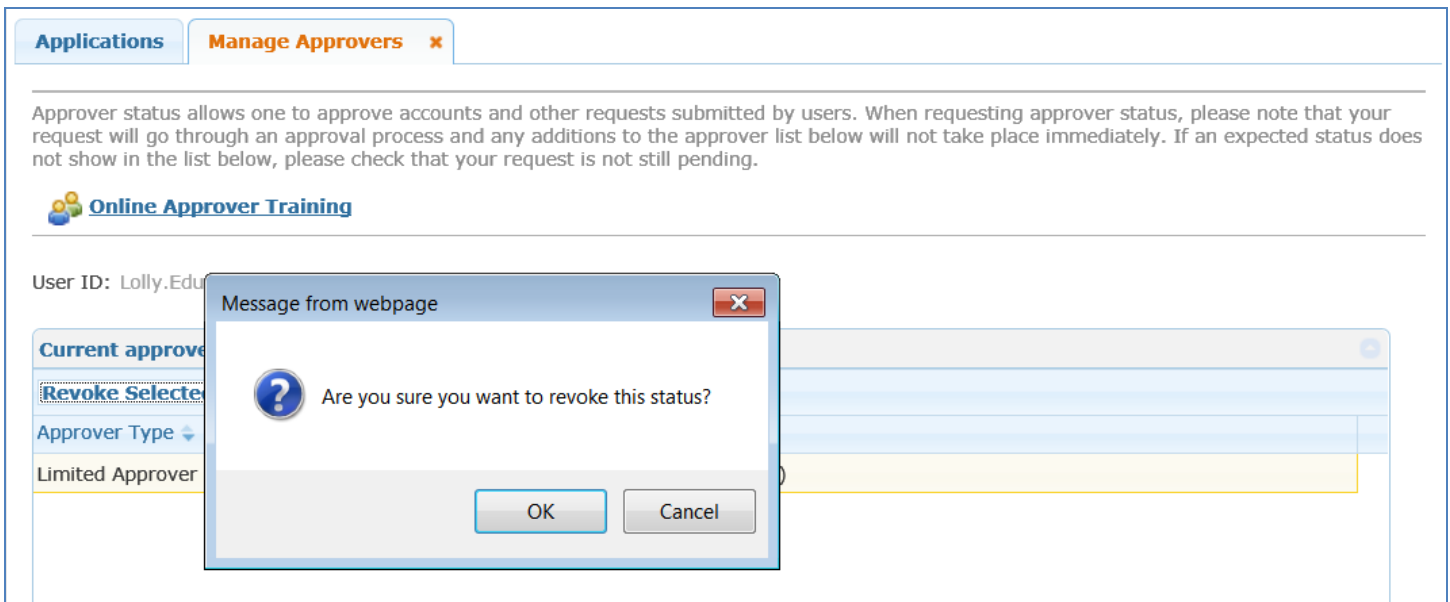 Applications
Manage Approvers
Approver status allows one to approve accounts and other requests submitted by users. When requesting approver status, please note that your
request will go through an approval process and any additions to the approver list below will not take place immediately. If an expected status does
not show in the list below, please check that your request is not still pending.
Online Approver Training
User ID: Lolly.Edu
Message from webpage
Current approve
Revoke Selecte
Are you sure you want to revoke this status?
Approver Type
Limited Approver
)
OK
Cancel